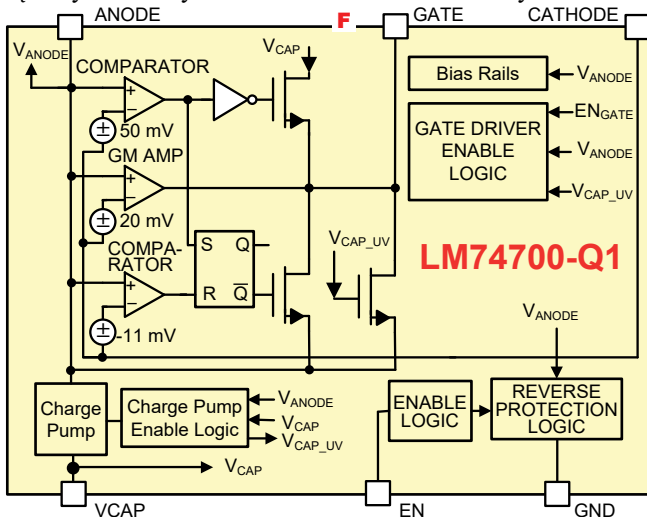 ANODE
F
GATE
CATHODE
VANODE
VCAP
COMPARATOR
+
−
50 mV
Bias Rails
VANODE
ENGATE
GATE DRIVER
ENABLE
LOGIC
VANODE
VCAP_UV
GM AMP
+
−
20 mV
S Q
R Q̅
VCAP_UV
LM74700-Q1
COMPA-
RATOR
+
−
-11 mV
VANODE
Charge
Pump
Charge Pump
Enable Logic
VANODE
VCAP
VCAP_UV
ENABLE
LOGIC
REVERSE
PROTECTION
LOGIC
VCAP
VCAP
EN
GND